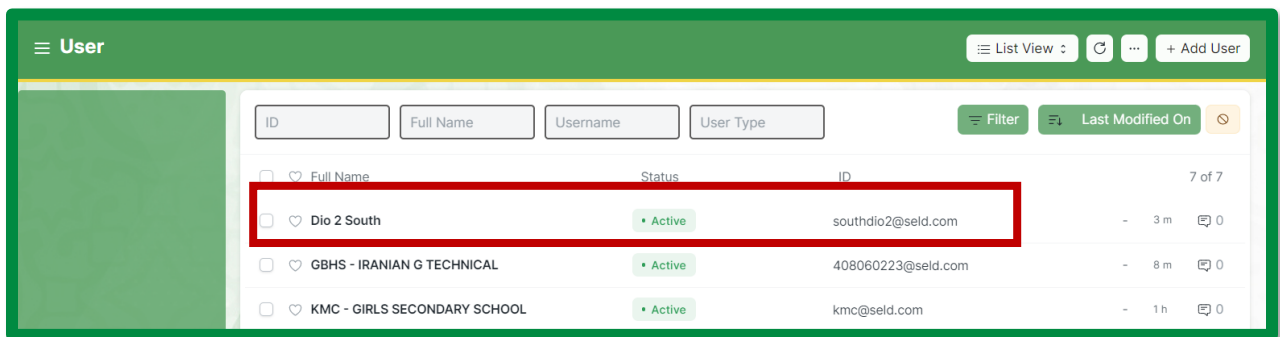 User
List View
...
+ Add User
ID
Full Name
Username
User Type
Filter
Last Modified On
Full Name Status ID 7 of 7
Dio 2 South • Active southdio2@seld.com - 3 m 0
GBHS - IRANIAN G TECHNICAL • Active 408060223@seld.com - 8 m 0
KMC - GIRLS SECONDARY SCHOOL • Active kmc@seld.com - 1 h 0